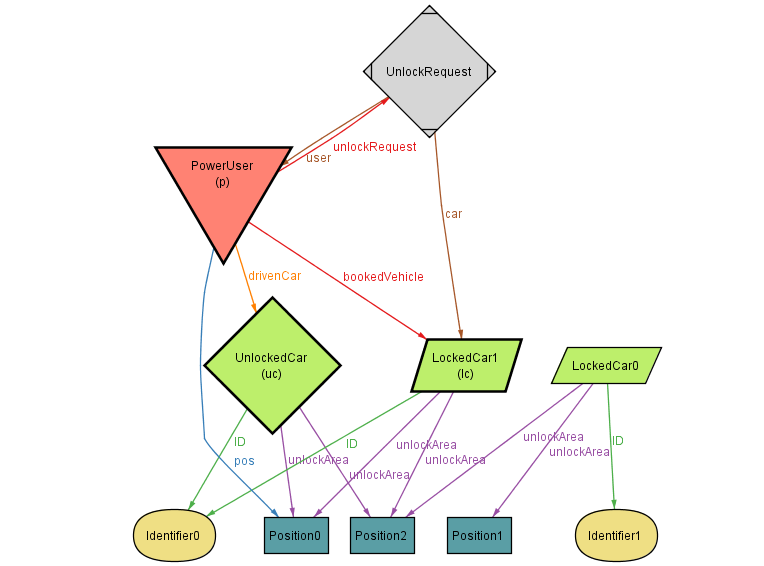 UnlockRequest
PowerUser
(p)
unlockRequest
user
car
drivenCar
bookedVehicle
UnlockedCar
(uc)
LockedCar1
(lc)
LockedCar0
ID
pos
unlockArea
ID
unlockArea
unlockArea
unlockArea
unlockArea
unlockArea
ID
Identifier0
Position0
Position2
Position1
Identifier1